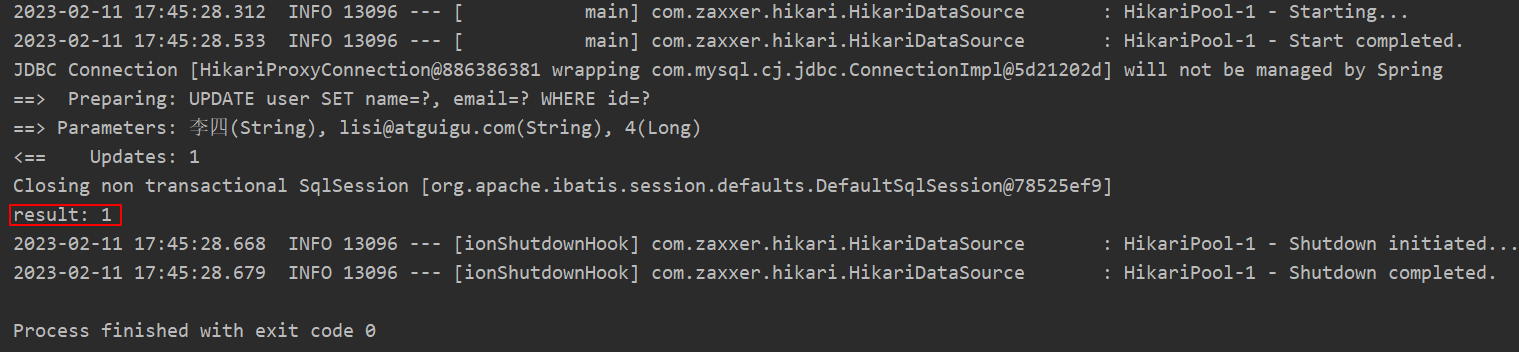 2023-02-11 17:45:28.312  INFO 13096 --- [           main] com.zaxxer.hikari.HikariDataSource       : HikariPool-1 - Starting...
2023-02-11 17:45:28.533  INFO 13096 --- [           main] com.zaxxer.hikari.HikariDataSource       : HikariPool-1 - Start completed.
JDBC Connection [HikariProxyConnection@886386381 wrapping com.mysql.cj.jdbc.ConnectionImpl@5d21202d] will not be managed by Spring
==>  Preparing: UPDATE user SET name=?, email=? WHERE id=?
==> Parameters: 李四(String), lisi@atguigu.com(String), 4(Long)
<==    Updates: 1
Closing non transactional SqlSession [org.apache.ibatis.session.defaults.DefaultSqlSession@78525ef9]
result: 1
2023-02-11 17:45:28.668  INFO 13096 --- [ionShutdownHook] com.zaxxer.hikari.HikariDataSource       : HikariPool-1 - Shutdown initiated...
2023-02-11 17:45:28.679  INFO 13096 --- [ionShutdownHook] com.zaxxer.hikari.HikariDataSource       : HikariPool-1 - Shutdown completed.
Process finished with exit code 0